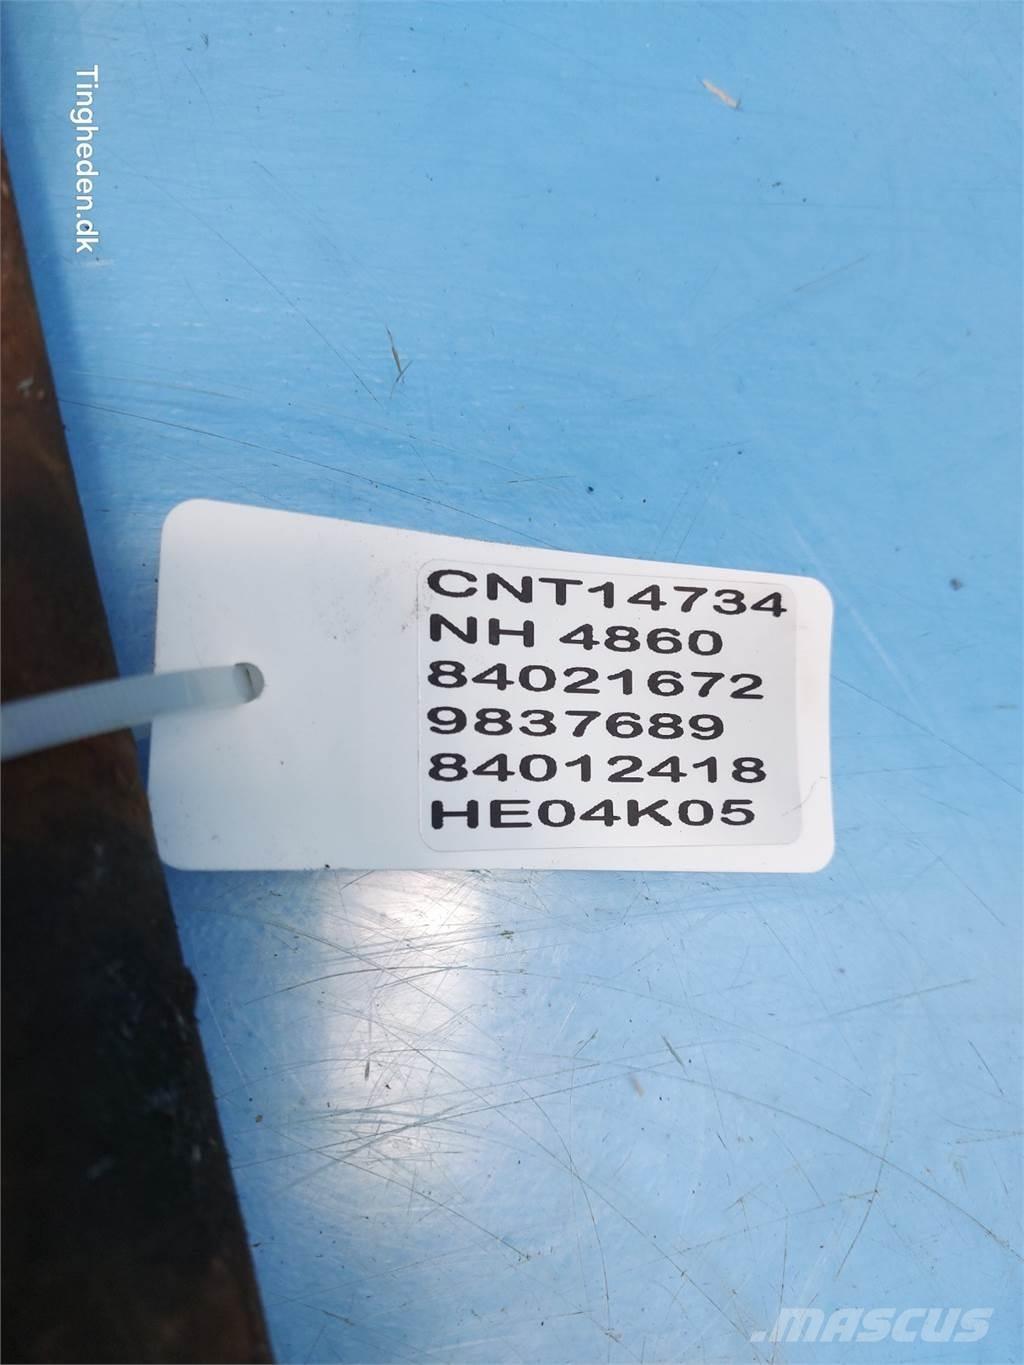 Tingheden.dk
CNT14734
NH 4860
84021672
9837689
84012418
HE04K05
.mascus